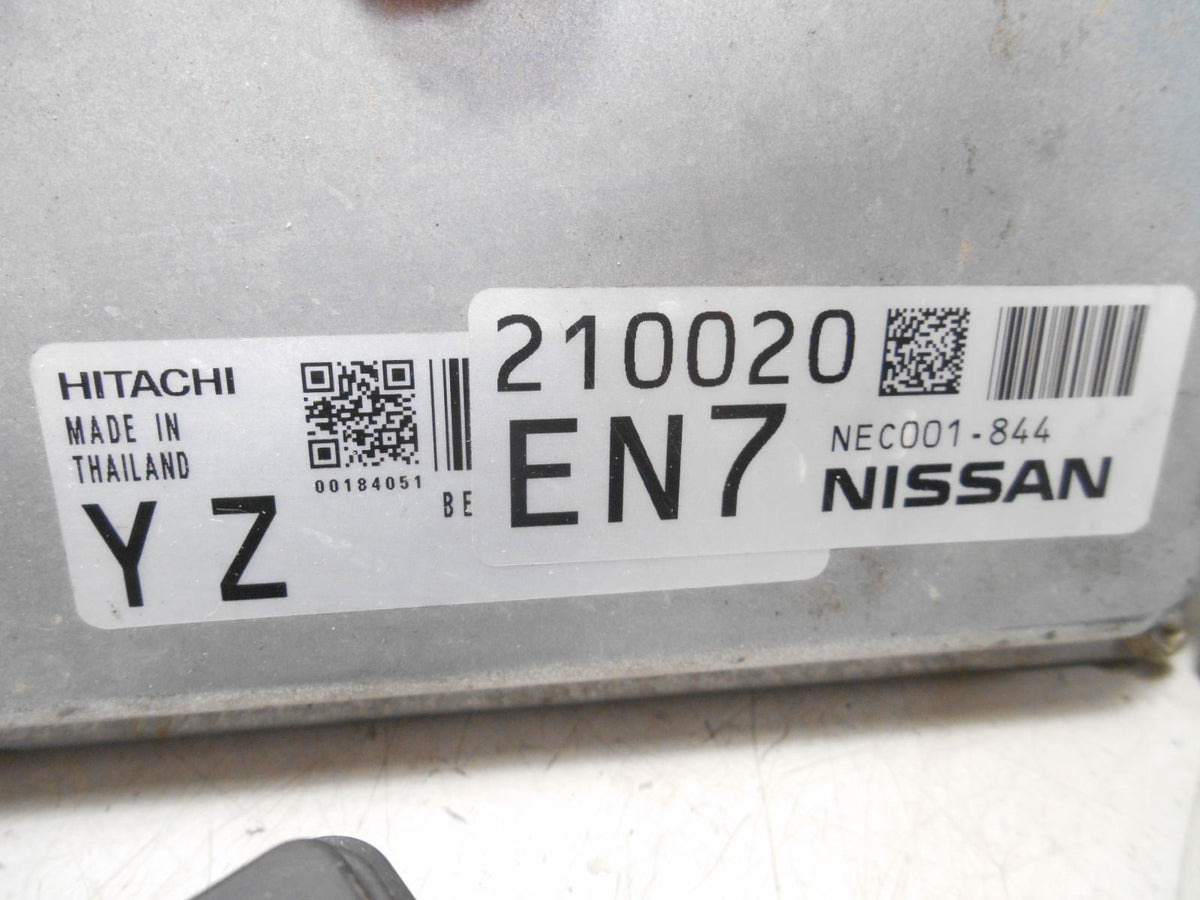 HITACHI
MADE IN
THAILAND
00184051
BE
YZ
210020
EN7
NEC001-844
NISSAN